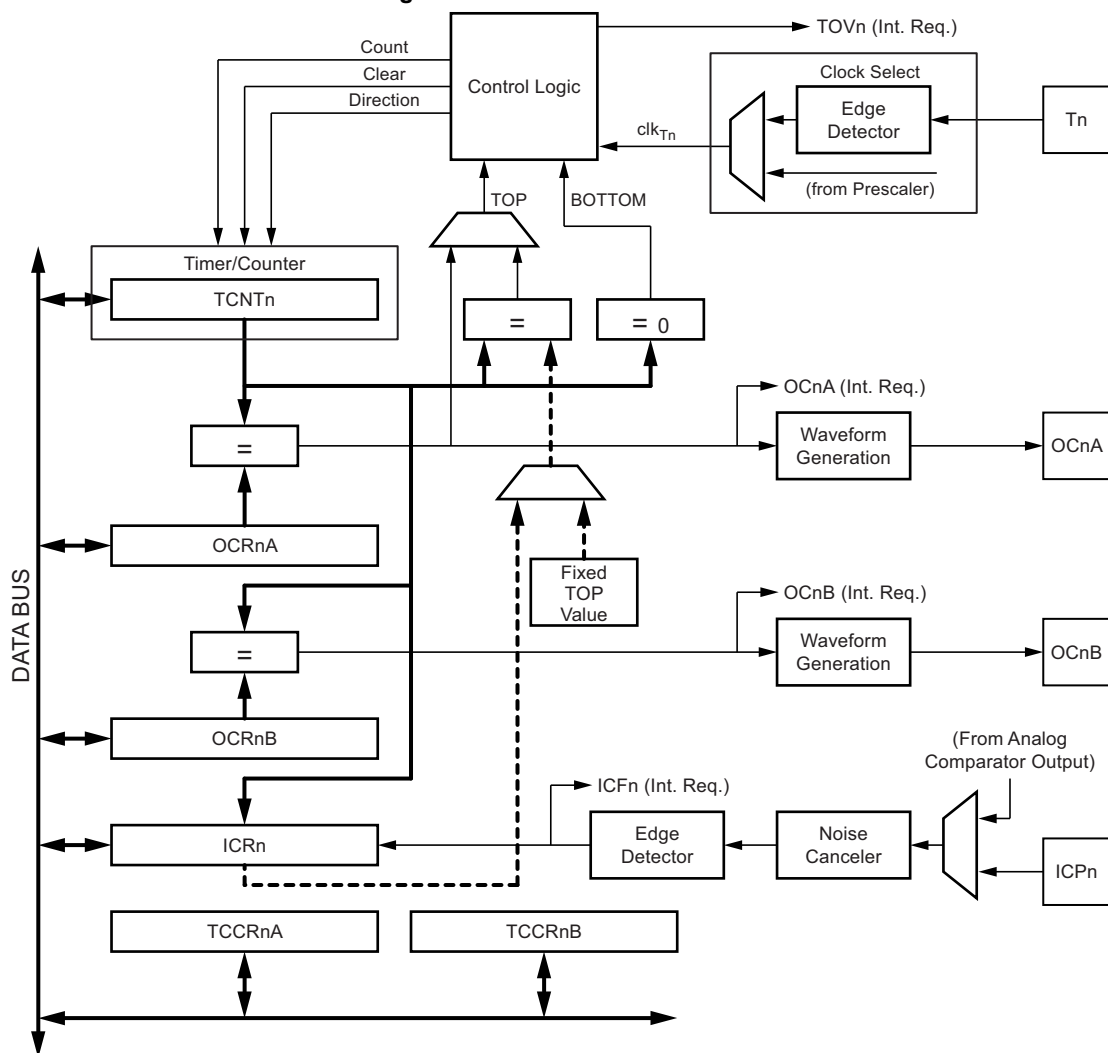 TOVn (Int. Req.)
Count
Clear
Direction
Control Logic
Clock Select
Edge
Detector
Tn
clkTn
(from Prescaler)
TOP
BOTTOM
Timer/Counter
TCNTn
=
= 0
OCnA (Int. Req.)
=
Waveform
Generation
OCnA
OCRnA
Fixed
TOP
Value
DATA BUS
OCnB (Int. Req.)
=
Waveform
Generation
OCnB
OCRnB
(From Analog
Comparator Output)
ICFn (Int. Req.)
ICRn
Edge
Detector
Noise
Canceler
ICPn
TCCRnA
TCCRnB